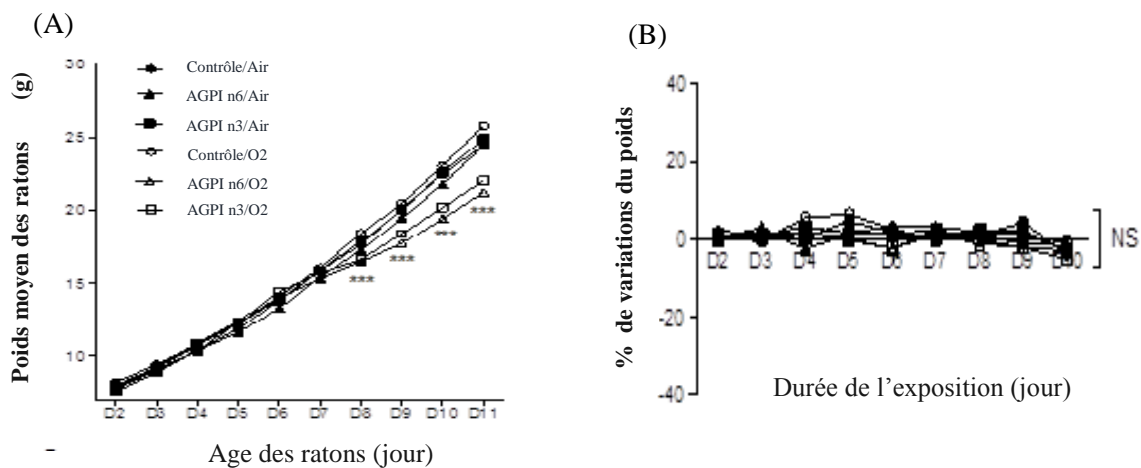 (A)
(B)
Poids moyen des ratons (g)
30
25
20
15
10
Contrôle/Air
AGPI n6/Air
AGPI n3/Air
Contrôle/O2
AGPI n6/O2
AGPI n3/O2
***
***
***
***
D2 D3 D4 D5 D6 D7 D8 D9 D10 D11
Age des ratons (jour)
% de variations du poids
40
20
0
-20
-40
D2 D3 D4 D5 D6 D7 D8 D9 D10
NS
Durée de l'exposition (jour)